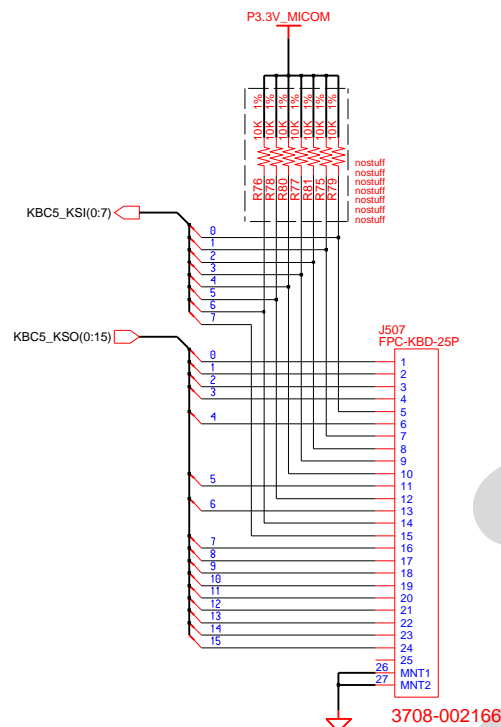 P3.3V_MICOM
10K 1%
10K 1%
10K 1%
10K 1%
10K 1%
10K 1%
10K 1%
R76
R78
R80
R77
R81
R75
R79
nostuff
nostuff
nostuff
nostuff
nostuff
nostuff
nostuff
KBC5_KSI(0:7)
0
1
2
3
4
5
6
7
KBC5_KSO(0:15)
0
1
2
3
4
5
6
7
8
9
10
11
12
13
14
15
J507
FPC-KBD-25P
1
2
3
4
5
6
7
8
9
10
11
12
13
14
15
16
17
18
19
20
21
22
23
24
25
26 MNT1
27 MNT2
3708-002166